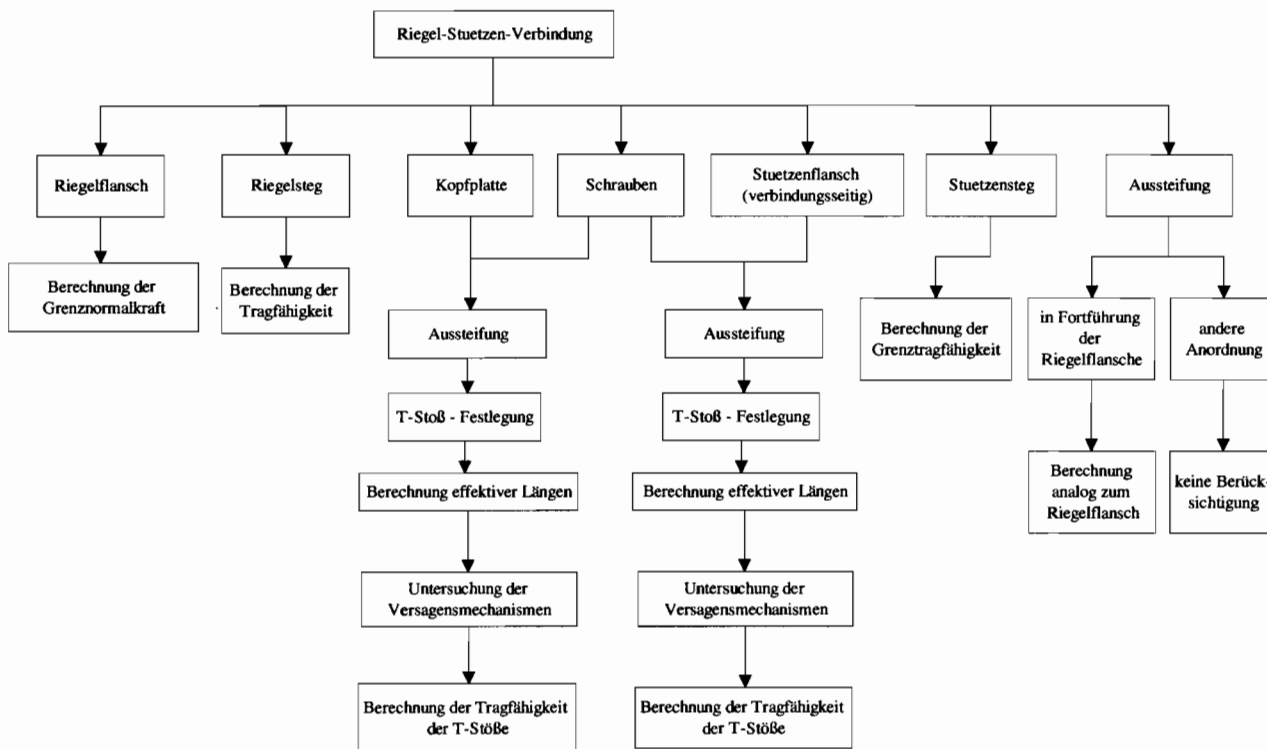 Riegel-Stuetzen-Verbindung
Riegelflansch
Riegelsteg
Kopfplatte
Schrauben
Stuetzenflansch
(verbindungsseitig)
Stuetzensteg
Aussteifung
Berechnung der
Grenznormalkraft
Berechnung der
Tragfähigkeit
Aussteifung
Aussteifung
Berechnung der
Grenztragfähigkeit
in Fortführung
der
Riegelflansche
andere
Anordnung
T-Stoß - Festlegung
T-Stoß - Festlegung
Berechnung effektiver Längen
Berechnung effektiver Längen
Berechnung
analog zum
Riegelflansch
keine Berück-
sichtigung
Untersuchung der
Versagensmechanismen
Untersuchung der
Versagensmechanismen
Berechnung der Tragfähigkeit
der T-Stöße
Berechnung der Tragfähigkeit
der T-Stöße